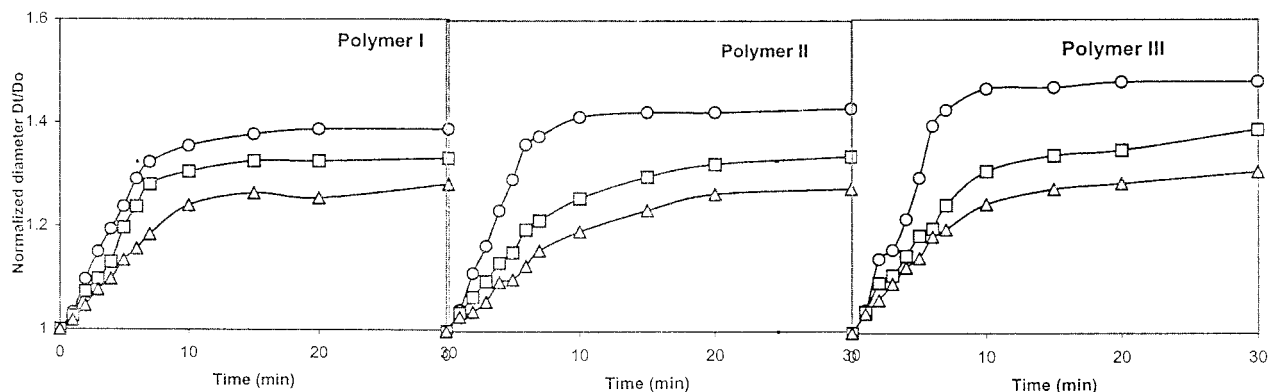 1.6
Polymer I
Polymer II
Polymer III
Normalized diameter Dt/Do
1.4
1.2
1
0 10 20 30
0 10 20 30
0 10 20 30
Time (min)
Time (min)
Time (min)